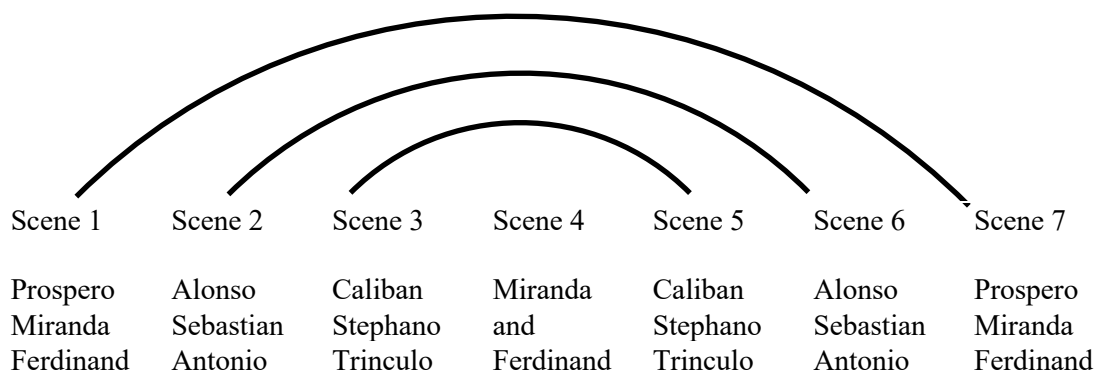 Scene 1 Scene 2 Scene 3 Scene 4 Scene 5 Scene 6 Scene 7
Prospero Alonso Caliban Miranda Caliban Alonso Prospero
Miranda Sebastian Stephano and Stephano Sebastian Miranda
Ferdinand Antonio Trinculo Ferdinand Trinculo Antonio Ferdinand